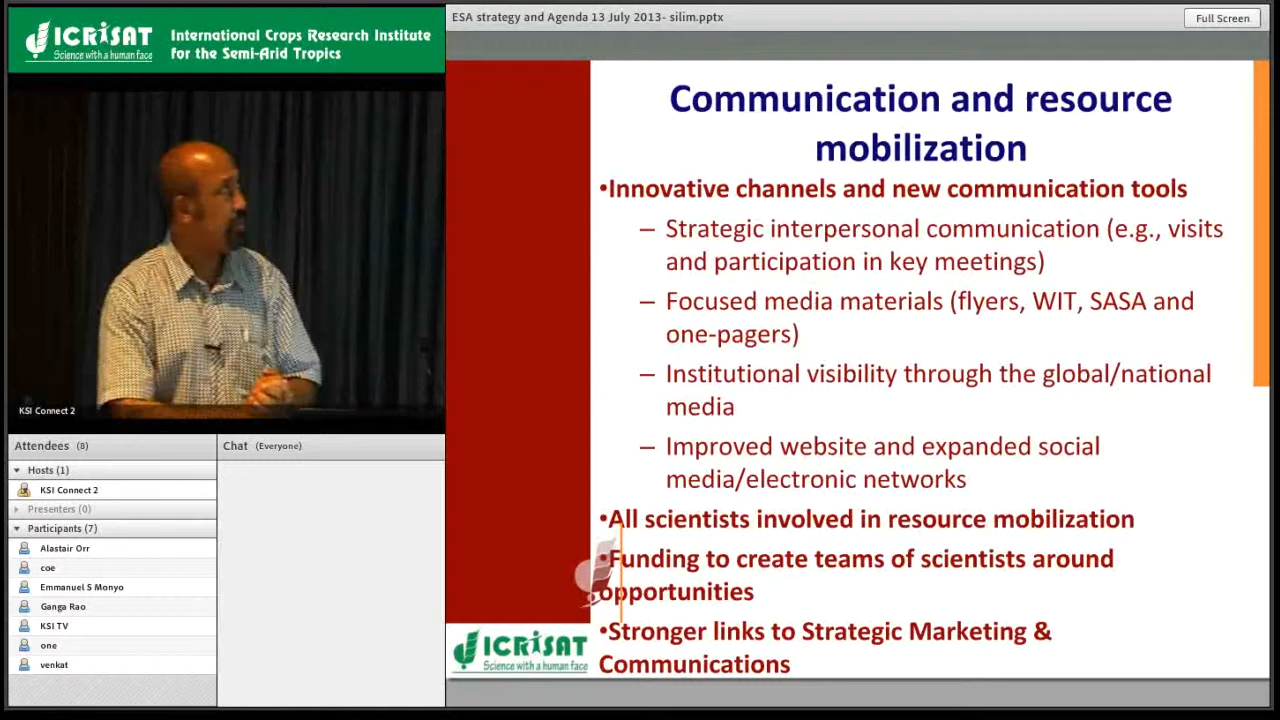 ICRISAT
Science with a human face
International Crops Research Institute
for the Semi-Arid Tropics
KSI Connect 2
Attendees (8)
Hosts (1)
KSI Connect 2
Presenters (0)
Participants (7)
Alastair Orr
coe
Emmanuel S Monyo
Ganga Rao
KSI TV
one
venkat
Chat (Everyone)
ESA strategy and Agenda 13 July 2013- silim.pptx
Full Screen
Communication and resource
mobilization
•Innovative channels and new communication tools
– Strategic interpersonal communication (e.g., visits
and participation in key meetings)
– Focused media materials (flyers, WIT, SASA and
one-pagers)
– Institutional visibility through the global/national
media
– Improved website and expanded social
media/electronic networks
•All scientists involved in resource mobilization
•Funding to create teams of scientists around
opportunities
•Stronger links to Strategic Marketing &
Communications
ICRISAT
Science with a human face